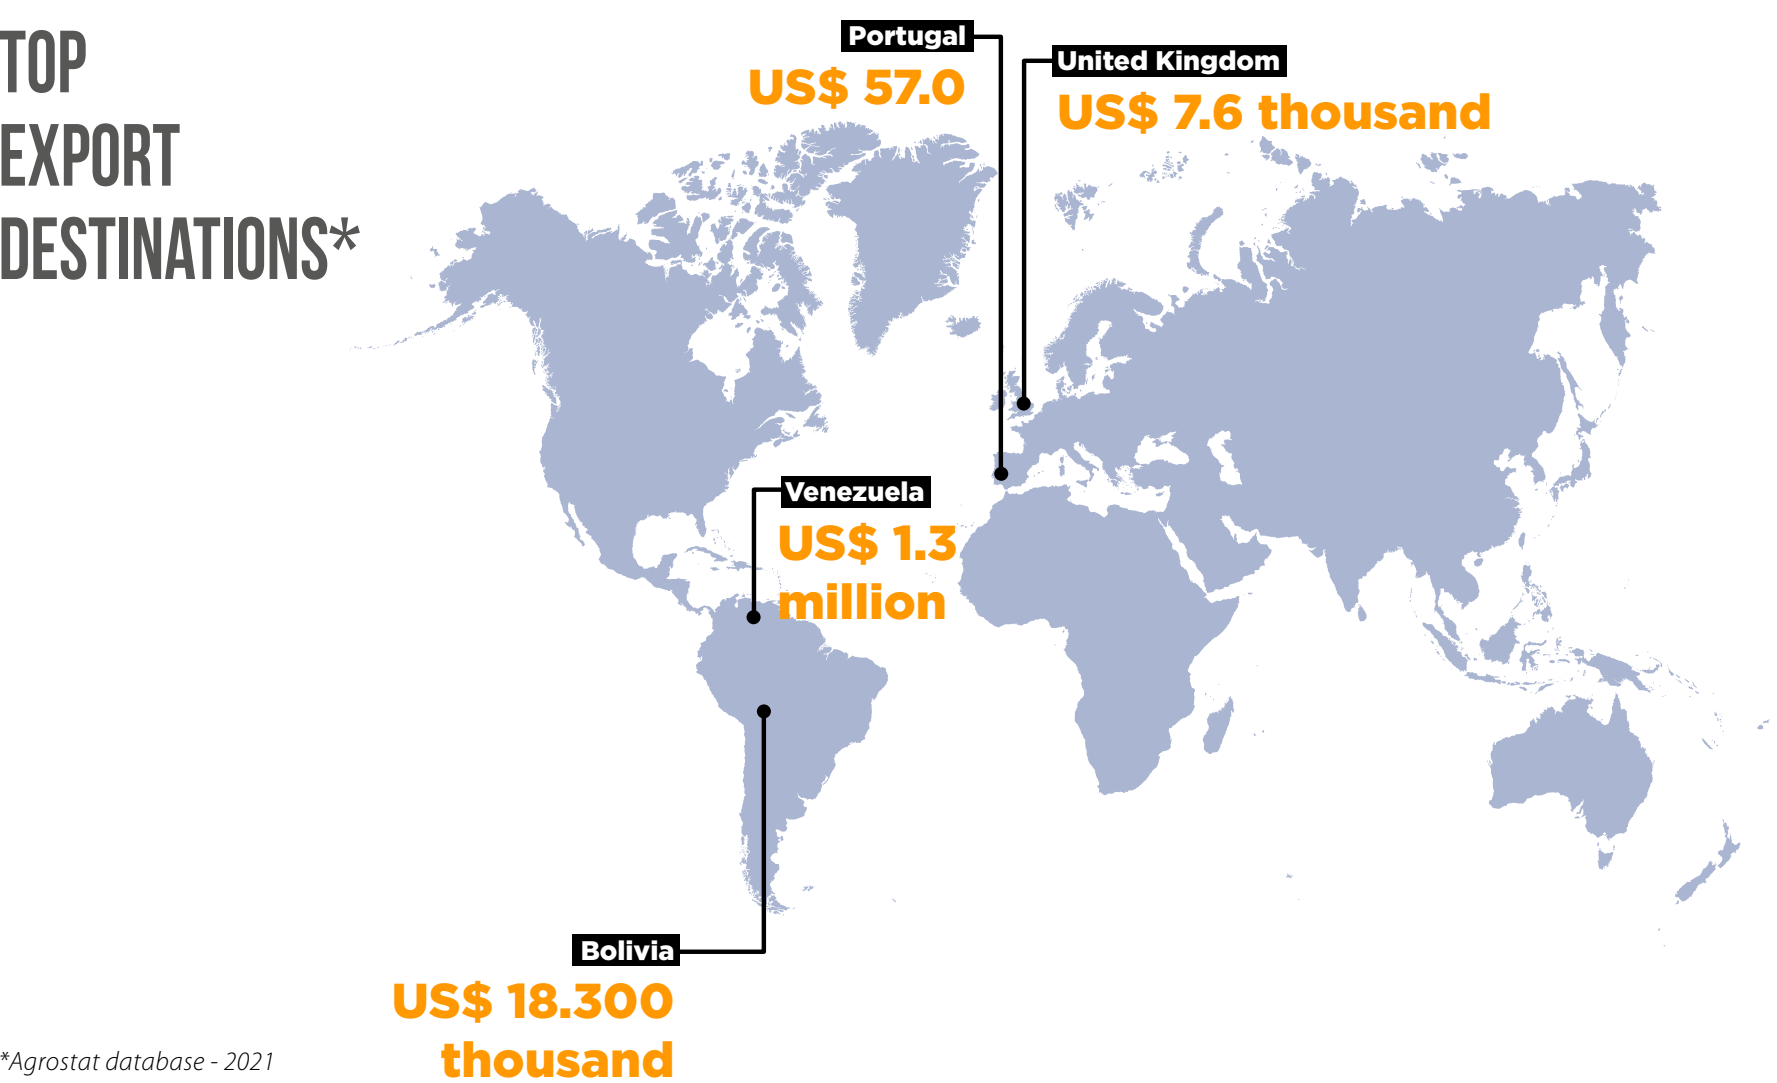 TOP
EXPORT
DESTINATIONS*
Portugal
US$ 57.0
United Kingdom
US$ 7.6 thousand
Venezuela
US$ 1.3
million
Bolivia
US$ 18.300
thousand
*Agrostat database - 2021